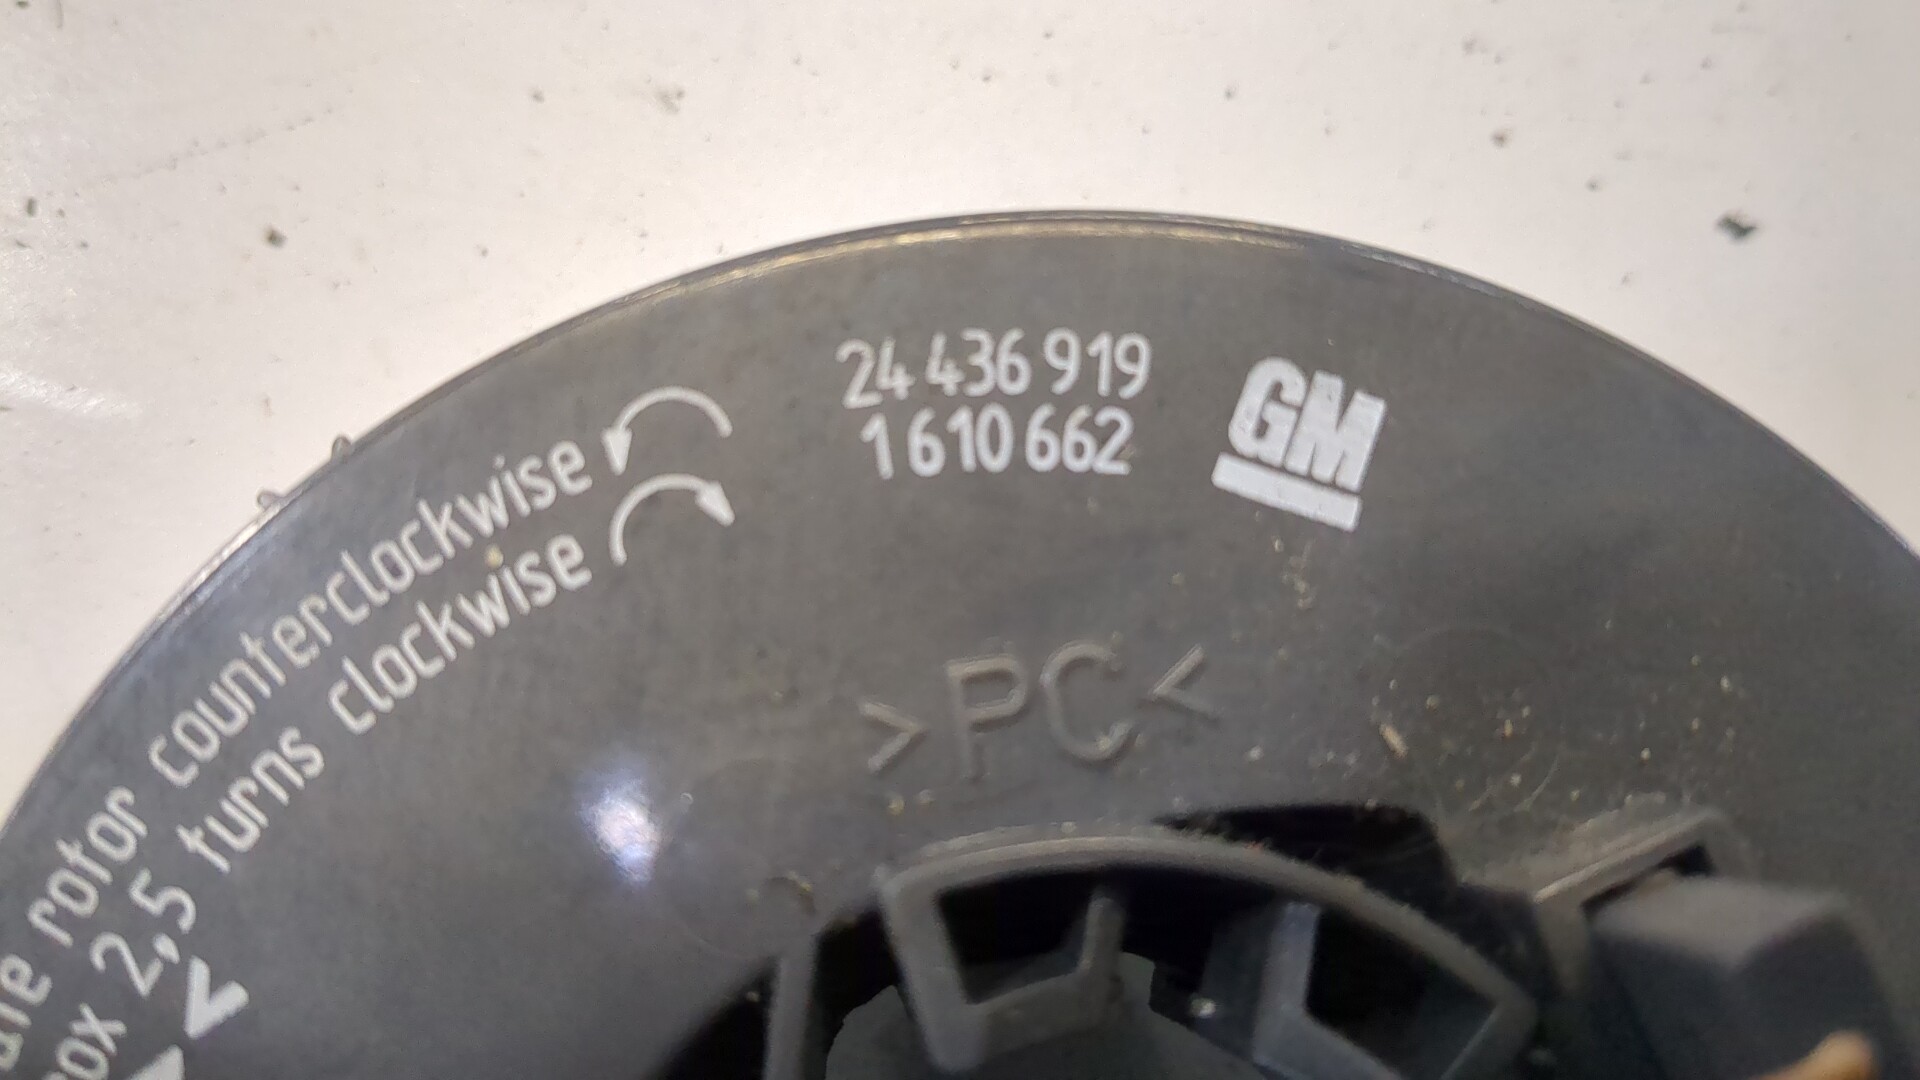 24 436 919
1 610 662
GM
rotor counterclockwise
2,5 turns clockwise
>PC<